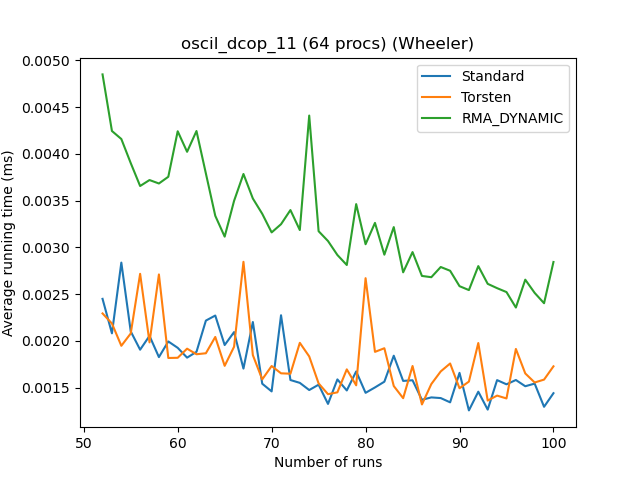 oscil_dcop_11 (64 procs) (Wheeler)
Standard
Torsten
RMA_DYNAMIC
Average running time (ms)
0.0050
0.0045
0.0040
0.0035
0.0030
0.0025
0.0020
0.0015
50 60 70 80 90 100
Number of runs